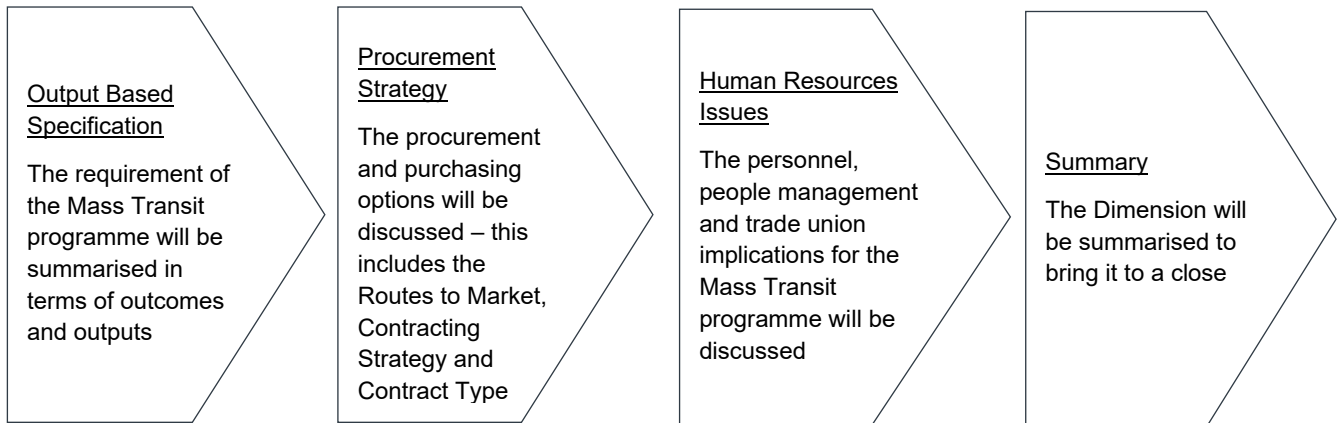 Output Based
Specification
The requirement of
the Mass Transit
programme will be
summarised in
terms of outcomes
and outputs
Procurement
Strategy
The procurement
and purchasing
options will be
discussed – this
includes the
Routes to Market,
Contracting
Strategy and
Contract Type
Human Resources
Issues
The personnel,
people management
and trade union
implications for the
Mass Transit
programme will be
discussed
Summary
The Dimension will
be summarised to
bring it to a close